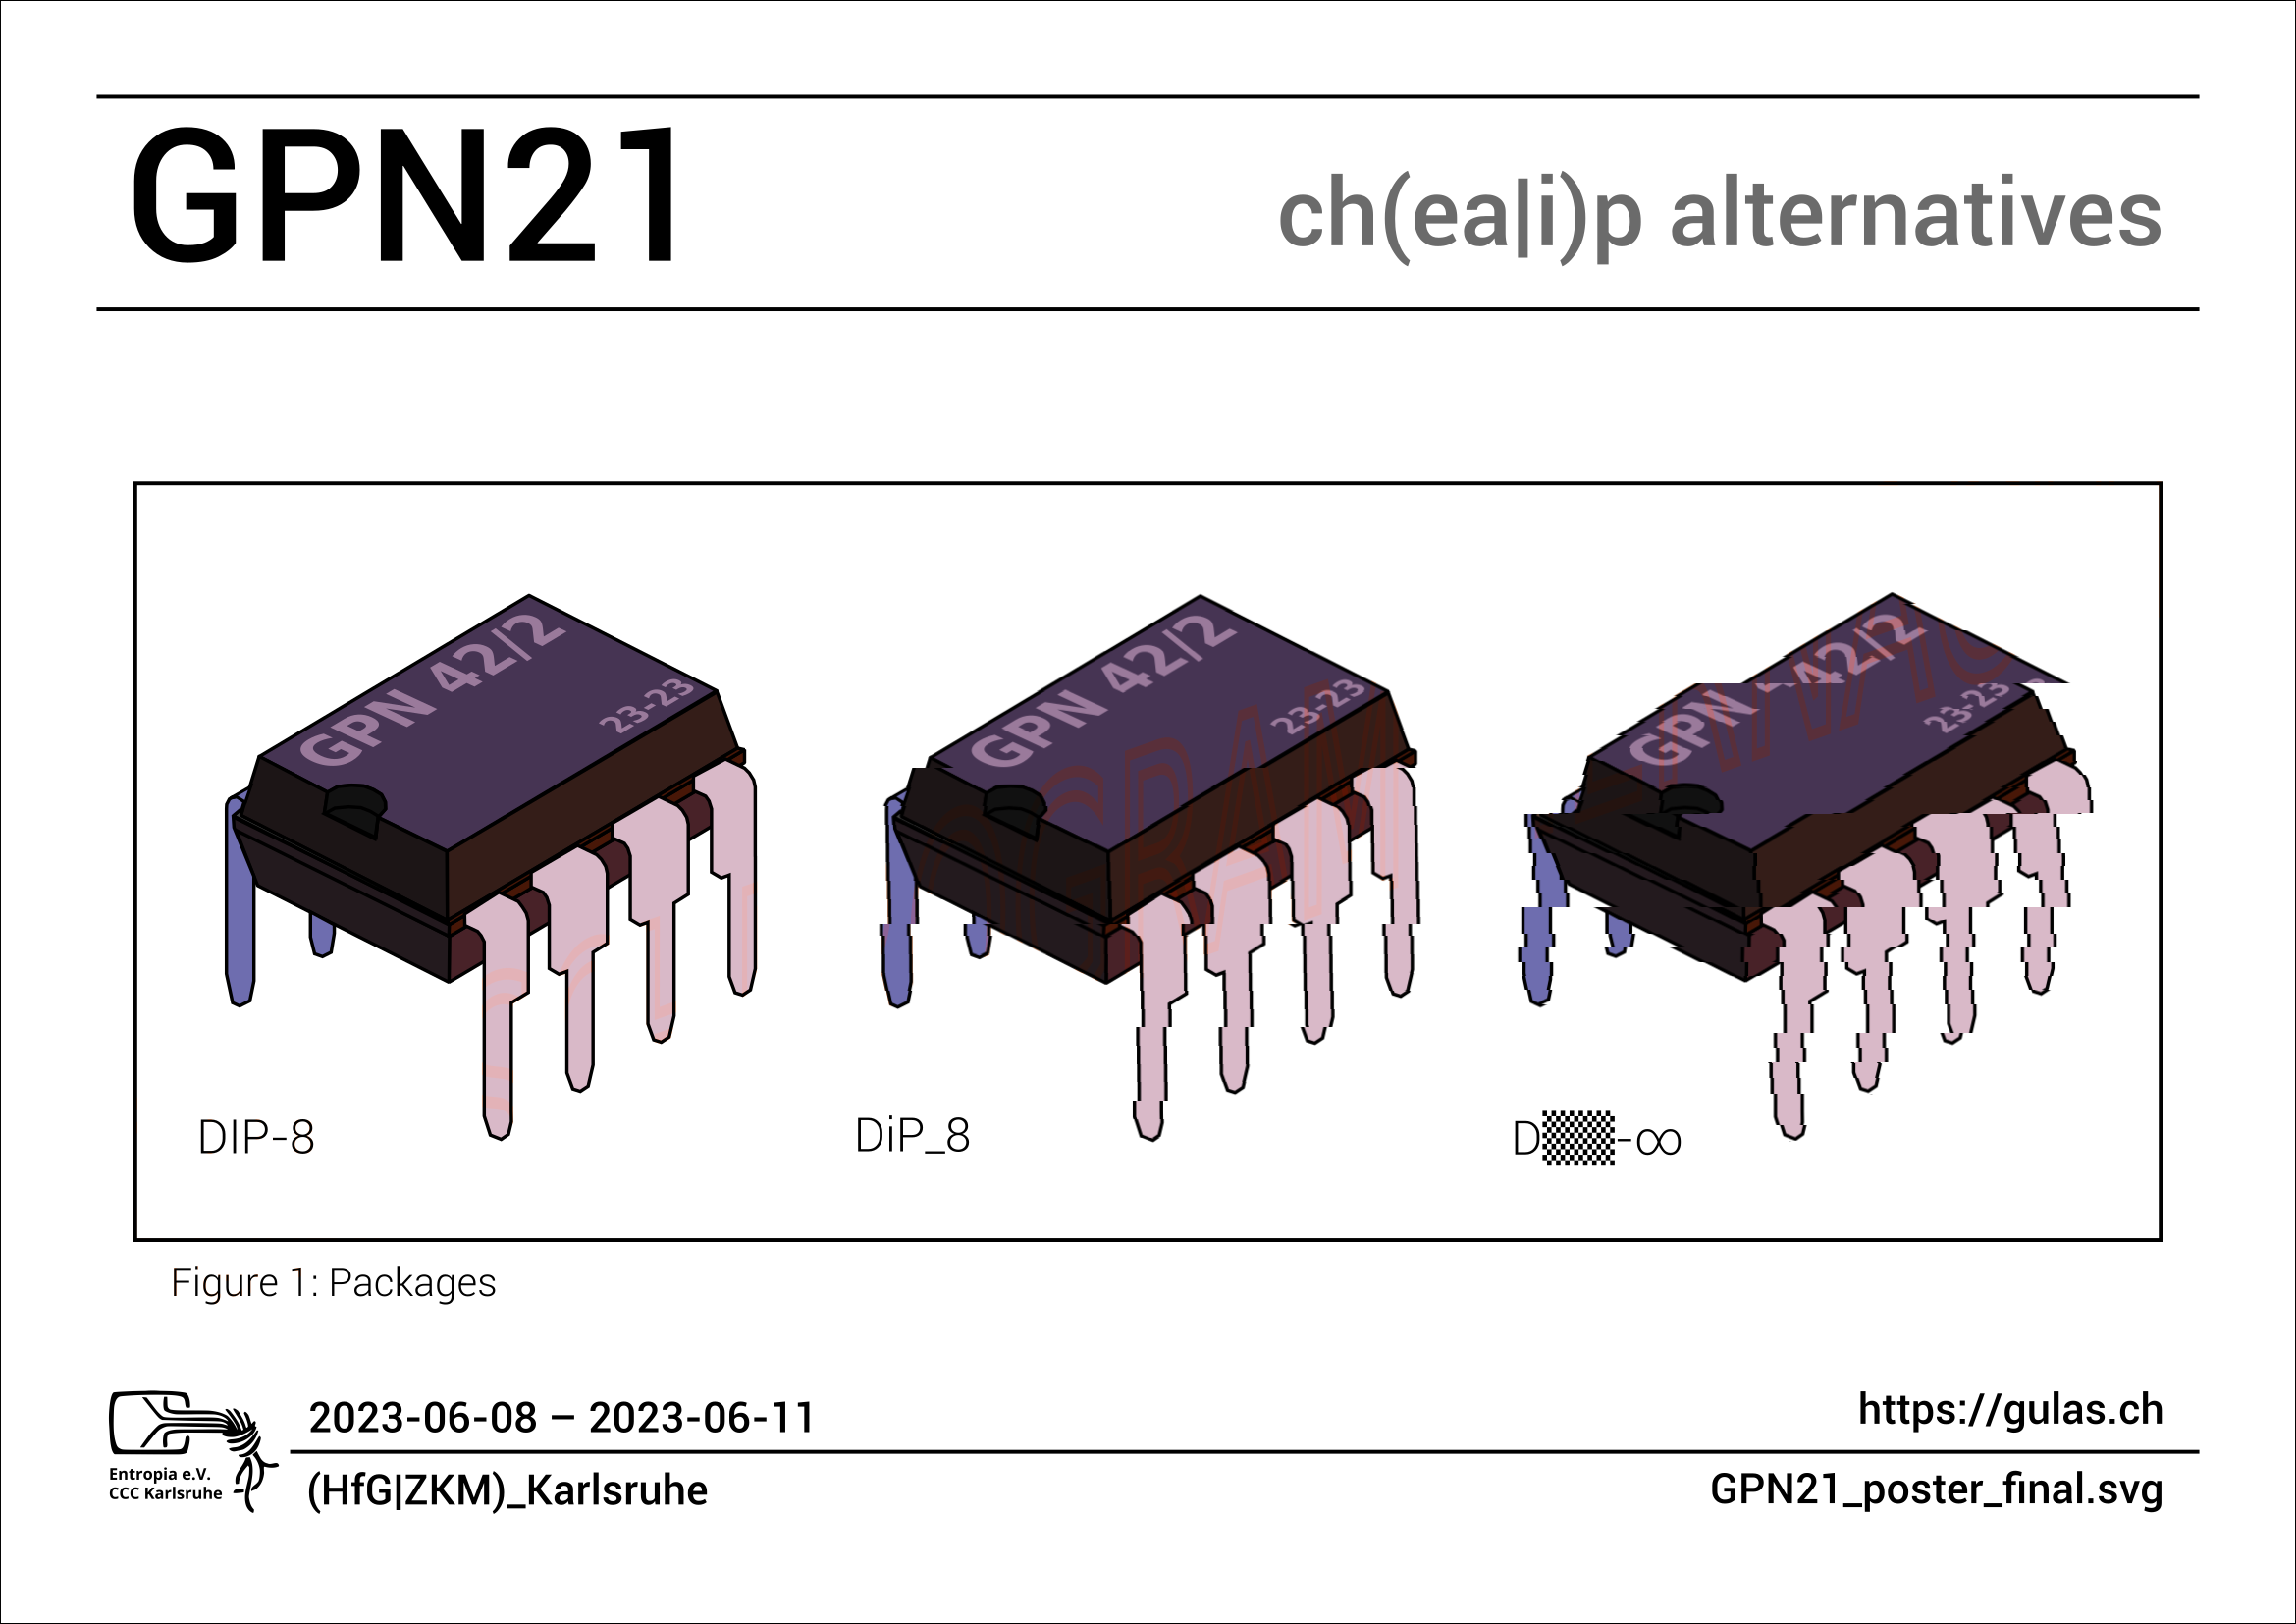 GPN21
ch(ea|i)p alternatives
GPN 42/2
23-23
GPN 42/2
23-23
GPN 42/2
23-23
DIP-8
DiP_8
D▒-∞
Figure 1: Packages
Entropia e.V.
CCC Karlsruhe
2023-06-08 – 2023-06-11
(HfG|ZKM)_Karlsruhe
https://gulas.ch
GPN21_poster_final.svg